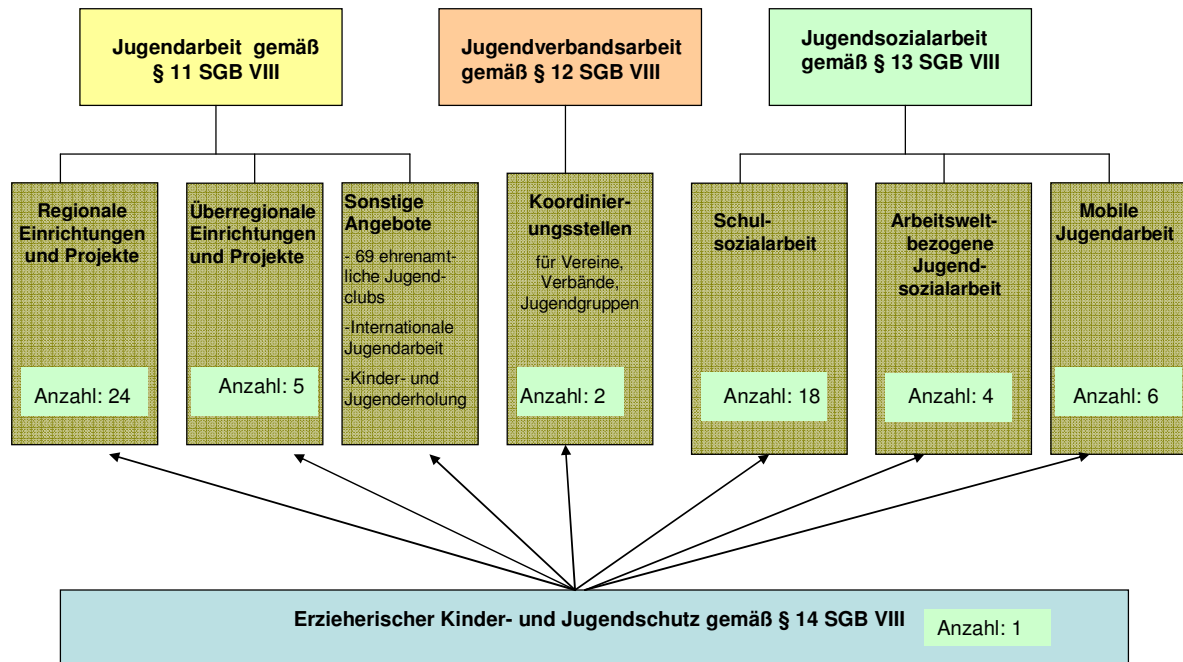 Jugendarbeit gemäß
§ 11 SGB VIII
Jugendverbandsarbeit
gemäß § 12 SGB VIII
Jugendsozialarbeit
gemäß § 13 SGB VIII
Regionale
Einrichtungen
und Projekte
Anzahl: 24
Überregionale
Einrichtungen
und Projekte
Anzahl: 5
Sonstige
Angebote
- 69 ehrenamt-
liche Jugend-
clubs
-Internationale
Jugendarbeit
-Kinder- und
Jugenderholung
Koordinier-
ungsstellen
für Vereine,
Verbände,
Jugendgruppen
Anzahl: 2
Schul-
sozialarbeit
Anzahl: 18
Arbeitswelt-
bezogene
Jugend-
sozialarbeit
Anzahl: 4
Mobile
Jugendarbeit
Anzahl: 6
Erzieherischer Kinder- und Jugendschutz gemäß § 14 SGB VIII
Anzahl: 1